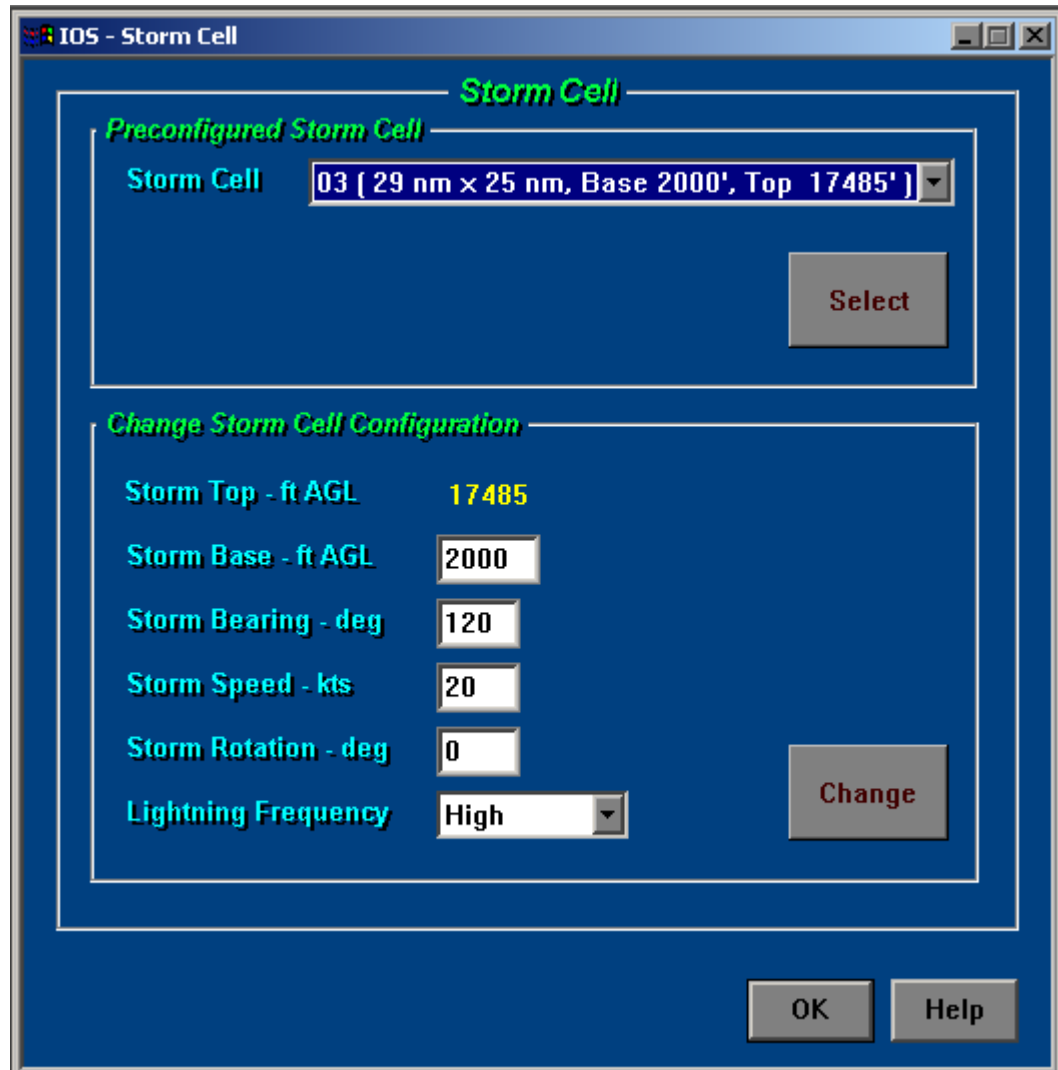 IOS - Storm Cell
Storm Cell
Preconfigured Storm Cell
Storm Cell 03 ( 29 nm x 25 nm, Base 2000', Top 17485' )
Select
Change Storm Cell Configuration
Storm Top - ft AGL 17485
Storm Base - ft AGL 2000
Storm Bearing - deg 120
Storm Speed - kts 20
Storm Rotation - deg 0
Lightning Frequency High
Change
OK Help